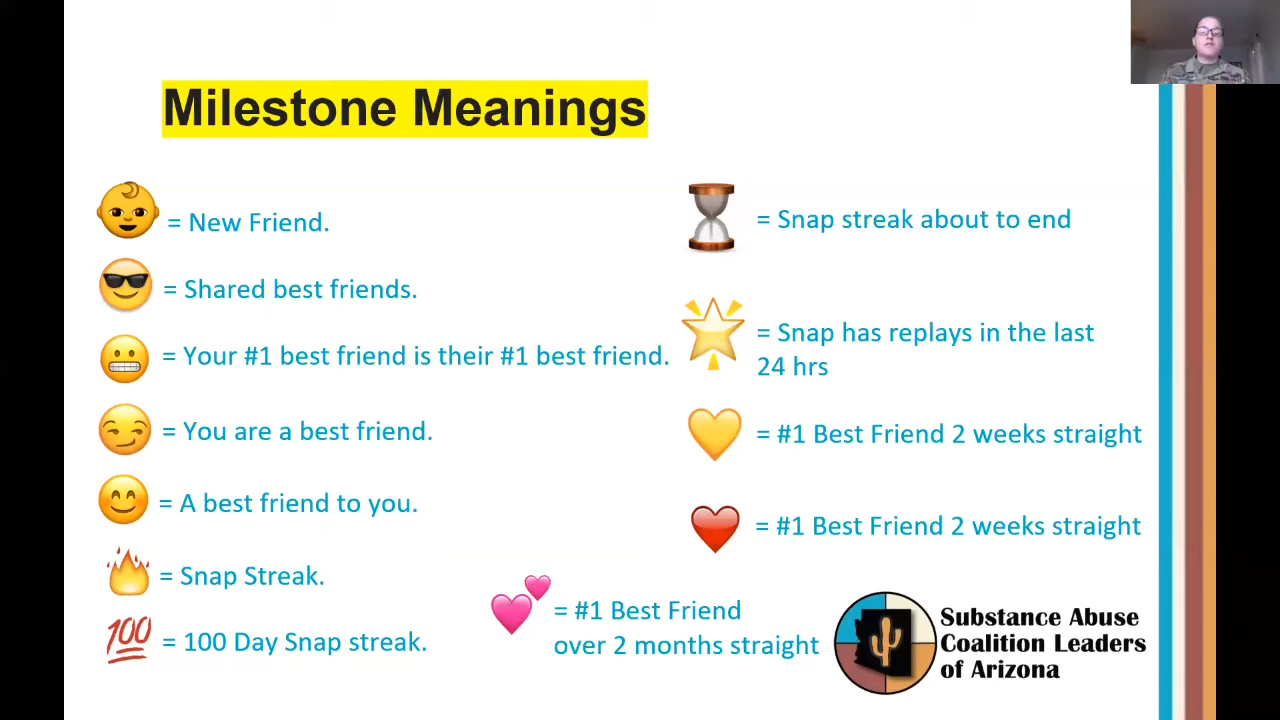 Milestone Meanings
= New Friend.
= Shared best friends.
= Your #1 best friend is their #1 best friend.
= You are a best friend.
= A best friend to you.
= Snap Streak.
100
= 100 Day Snap streak.
= Snap streak about to end
= Snap has replays in the last
24 hrs
= #1 Best Friend 2 weeks straight
= #1 Best Friend 2 weeks straight
= #1 Best Friend
over 2 months straight
Substance Abuse
Coalition Leaders
of Arizona